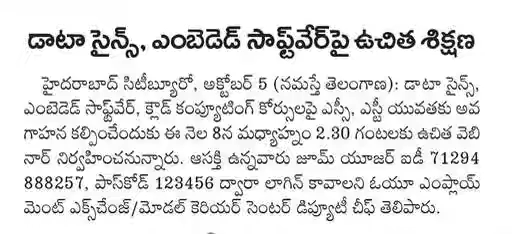 డాటా సైన్స్, ఎంబెడెడ్ సాఫ్ట్‌వేర్‌పై ఉచిత శిక్షణ
హైదరాబాద్ సిటీబ్యూరో, అక్టోబర్ 5 (నమస్తే తెలంగాణ): డాటా సైన్స్,
ఎంబెడెడ్ సాఫ్ట్‌వేర్, క్లౌడ్ కంప్యూటింగ్ కోర్సులపై ఎస్సీ, ఎస్టీ యువతకు అవ
గాహన కల్పించేందుకు ఈ నెల 8న మధ్యాహ్నం 2.30 గంటలకు ఉచిత వెబి
నార్ నిర్వహించనున్నారు. ఆసక్తి ఉన్నవారు జూమ్ యూజర్ ఐడీ 71294
888257, పాస్‌కోడ్ 123456 ద్వారా లాగిన్ కావాలని ఓయూ ఎంప్లాయ్
మెంట్ ఎక్స్‌చేంజ్/మోడల్ కెరియర్ సెంటర్ డిప్యూటీ చీఫ్ తెలిపారు.